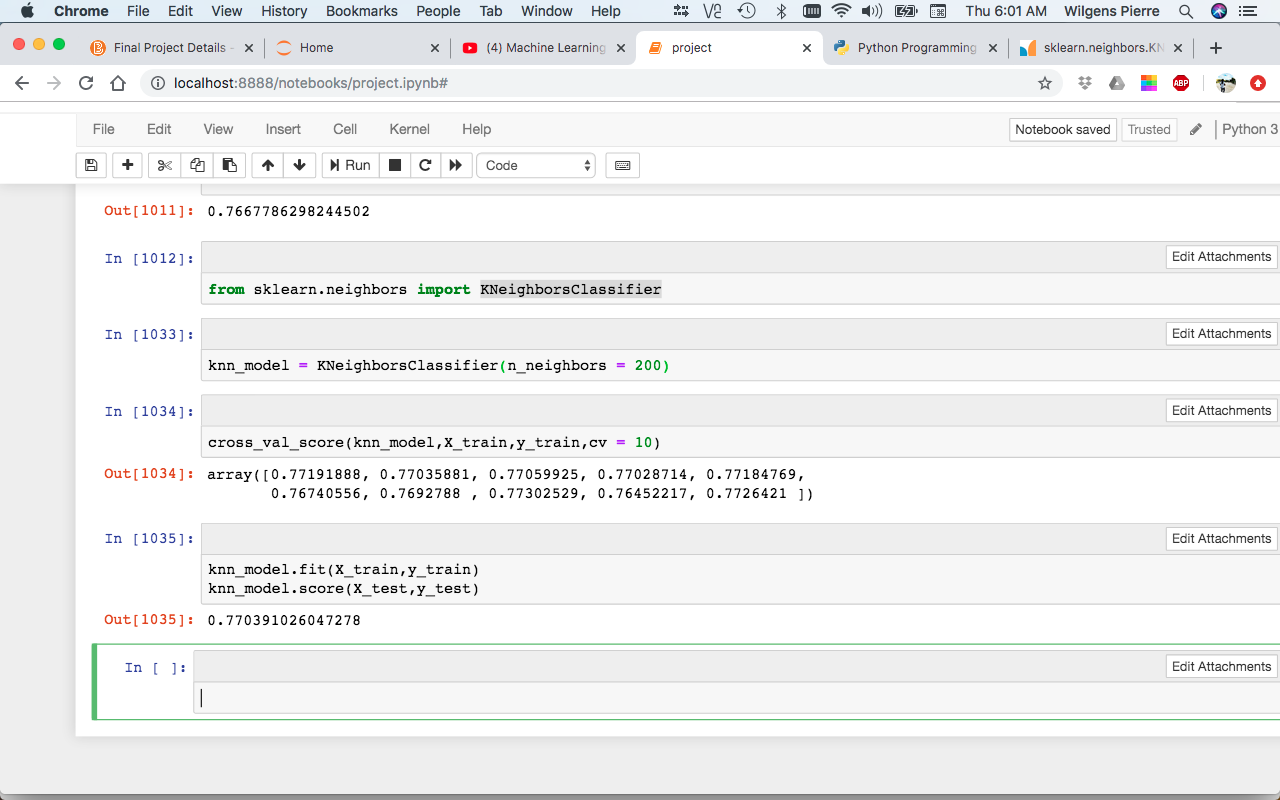 Chrome File Edit View History Bookmarks People Tab Window Help Thu 6:01 AM Wilgens Pierre
Final Project Details - Home (4) Machine Learning project Python Programming sklearn.neighbors.KN
localhost:8888/notebooks/project.ipynb# ABP
File Edit View Insert Cell Kernel Help Notebook saved Trusted Python 3
Run Code
Out[1011]: 0.7667786298244502
In [1012]: Edit Attachments
from sklearn.neighbors import KNeighborsClassifier
In [1033]: Edit Attachments
knn_model = KNeighborsClassifier(n_neighbors = 200)
In [1034]: Edit Attachments
cross_val_score(knn_model,X_train,y_train,cv = 10)
Out[1034]: array([0.77191888, 0.77035881, 0.77059925, 0.77028714, 0.77184769,
0.76740556, 0.7692788 , 0.77302529, 0.76452217, 0.7726421 ])
In [1035]: Edit Attachments
knn_model.fit(X_train,y_train)
knn_model.score(X_test,y_test)
Out[1035]: 0.770391026047278
In [ ]: Edit Attachments